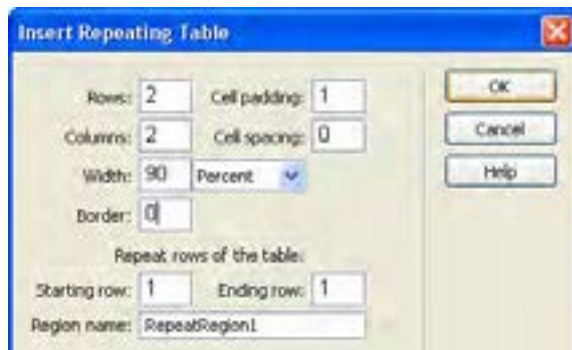 Insert Repeating Table
Rows: 2 Cell padding: 1 OK
Columns: 2 Cell spacing: 0 Cancel
Width: 90 Percent Help
Border: 0
Repeat rows of the table:
Starting row: 1 Ending row: 1
Region name: RepeatRegion1